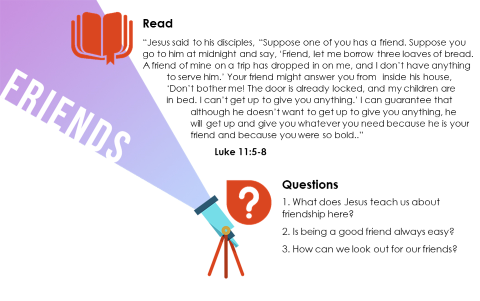 FRIENDS
Read
“Jesus said to his disciples, “Suppose one of you has a friend. Suppose you
go to him at midnight and say, ‘Friend, let me borrow three loaves of bread.
A friend of mine on a trip has dropped in on me, and I don’t have anything
to serve him.’ Your friend might answer you from inside his house,
‘Don’t bother me! The door is already locked, and my children are
in bed. I can’t get up to give you anything.’ I can guarantee that
although he doesn’t want to get up to give you anything, he
will get up and give you whatever you need because he is your
friend and because you were so bold..”
Luke 11:5-8
?
Questions
1. What does Jesus teach us about
friendship here?
2. Is being a good friend always easy?
3. How can we look out for our friends?